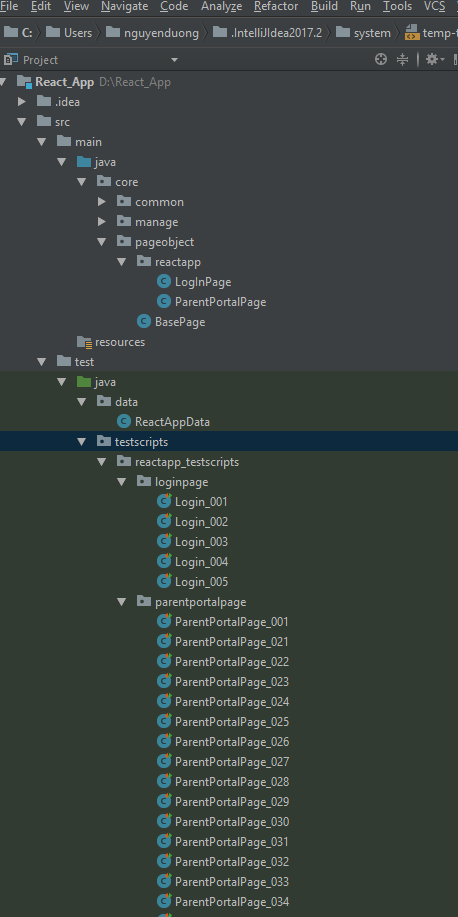 File Edit View Navigate Code Analyze Refactor Build Run Tools VCS
C: Users nguyenduong .IntelliJIdea2017.2 system temp-t
Project
React_App D:\React_App
.idea
src
main
java
core
common
manage
pageobject
reactapp
LogInPage
ParentPortalPage
BasePage
resources
test
java
data
ReactAppData
testscripts
reactapp_testscripts
loginpage
Login_001
Login_002
Login_003
Login_004
Login_005
parentportalpage
ParentPortalPage_001
ParentPortalPage_021
ParentPortalPage_022
ParentPortalPage_023
ParentPortalPage_024
ParentPortalPage_025
ParentPortalPage_026
ParentPortalPage_027
ParentPortalPage_028
ParentPortalPage_029
ParentPortalPage_030
ParentPortalPage_031
ParentPortalPage_032
ParentPortalPage_033
ParentPortalPage_034